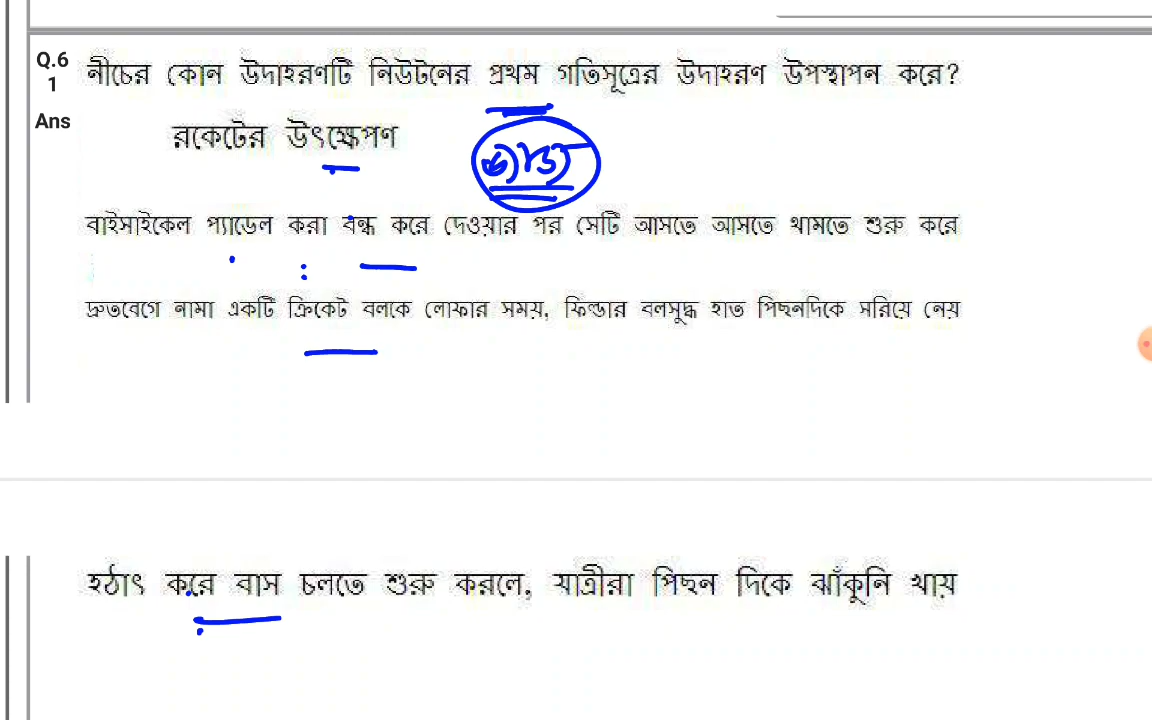 Q.6 নীচের কোন উদাহরণটি নিউটনের প্রথম গতিসূত্রের উদাহরণ উপস্থাপন করে?
1
Ans
রকেটের উৎক্ষেপণ
বাইসাইকেল প্যাডেল করা বন্ধ করে দেওয়ার পর সেটি আসতে আসতে থামতে শুরু করে
দ্রুতবেগে নামা একটি ক্রিকেট বলকে লোফার সময়, ফিল্ডার বলসুদ্ধ হাত পিছনদিকে সরিয়ে নেয়
হঠাৎ করে বাস চলতে শুরু করলে, যাত্রীরা পিছন দিকে ঝাঁকুনি খায়